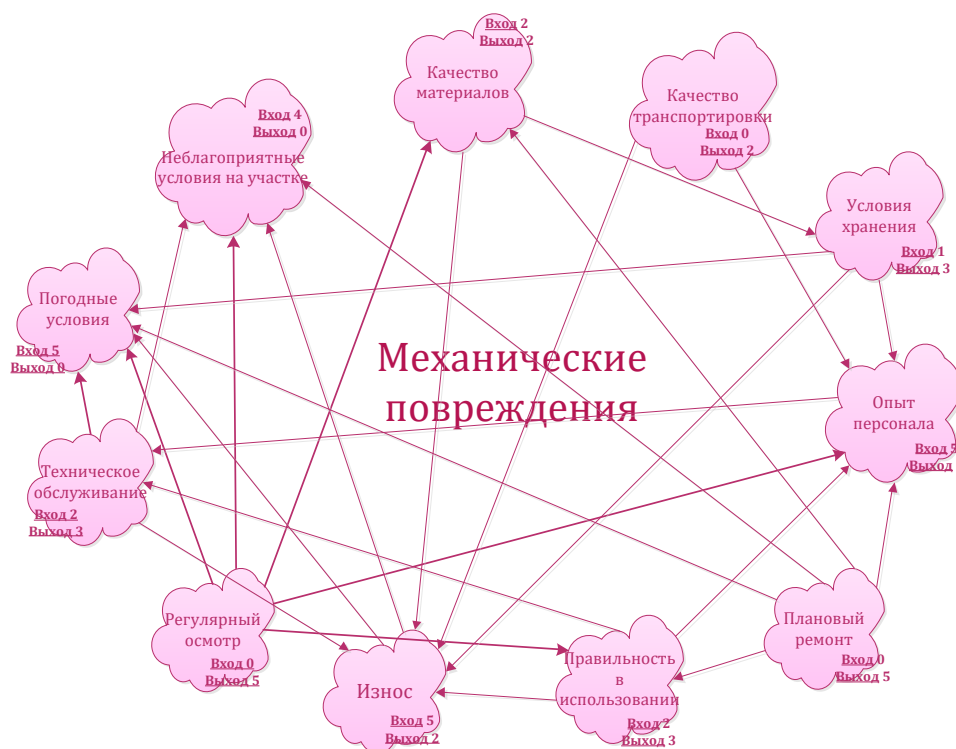 Вход 2
Выход 2
Качество
материалов
Качество
транспортировки
Вход 0
Выход 2
Вход 4
Выход 0
Неблагоприятные
условия на участке
Условия
хранения
Вход 1
Выход 3
Погодные
условия
Вход 5
Выход 0
Механические
повреждения
Опыт
персонала
Вход 5
Выход
Техническое
обслуживание
Вход 2
Выход 3
Регулярный
осмотр
Вход 0
Выход 5
Износ
Вход 5
Выход 2
Правильность
в
использовании
Вход 2
Выход 3
Плановый
ремонт
Вход 0
Выход 5